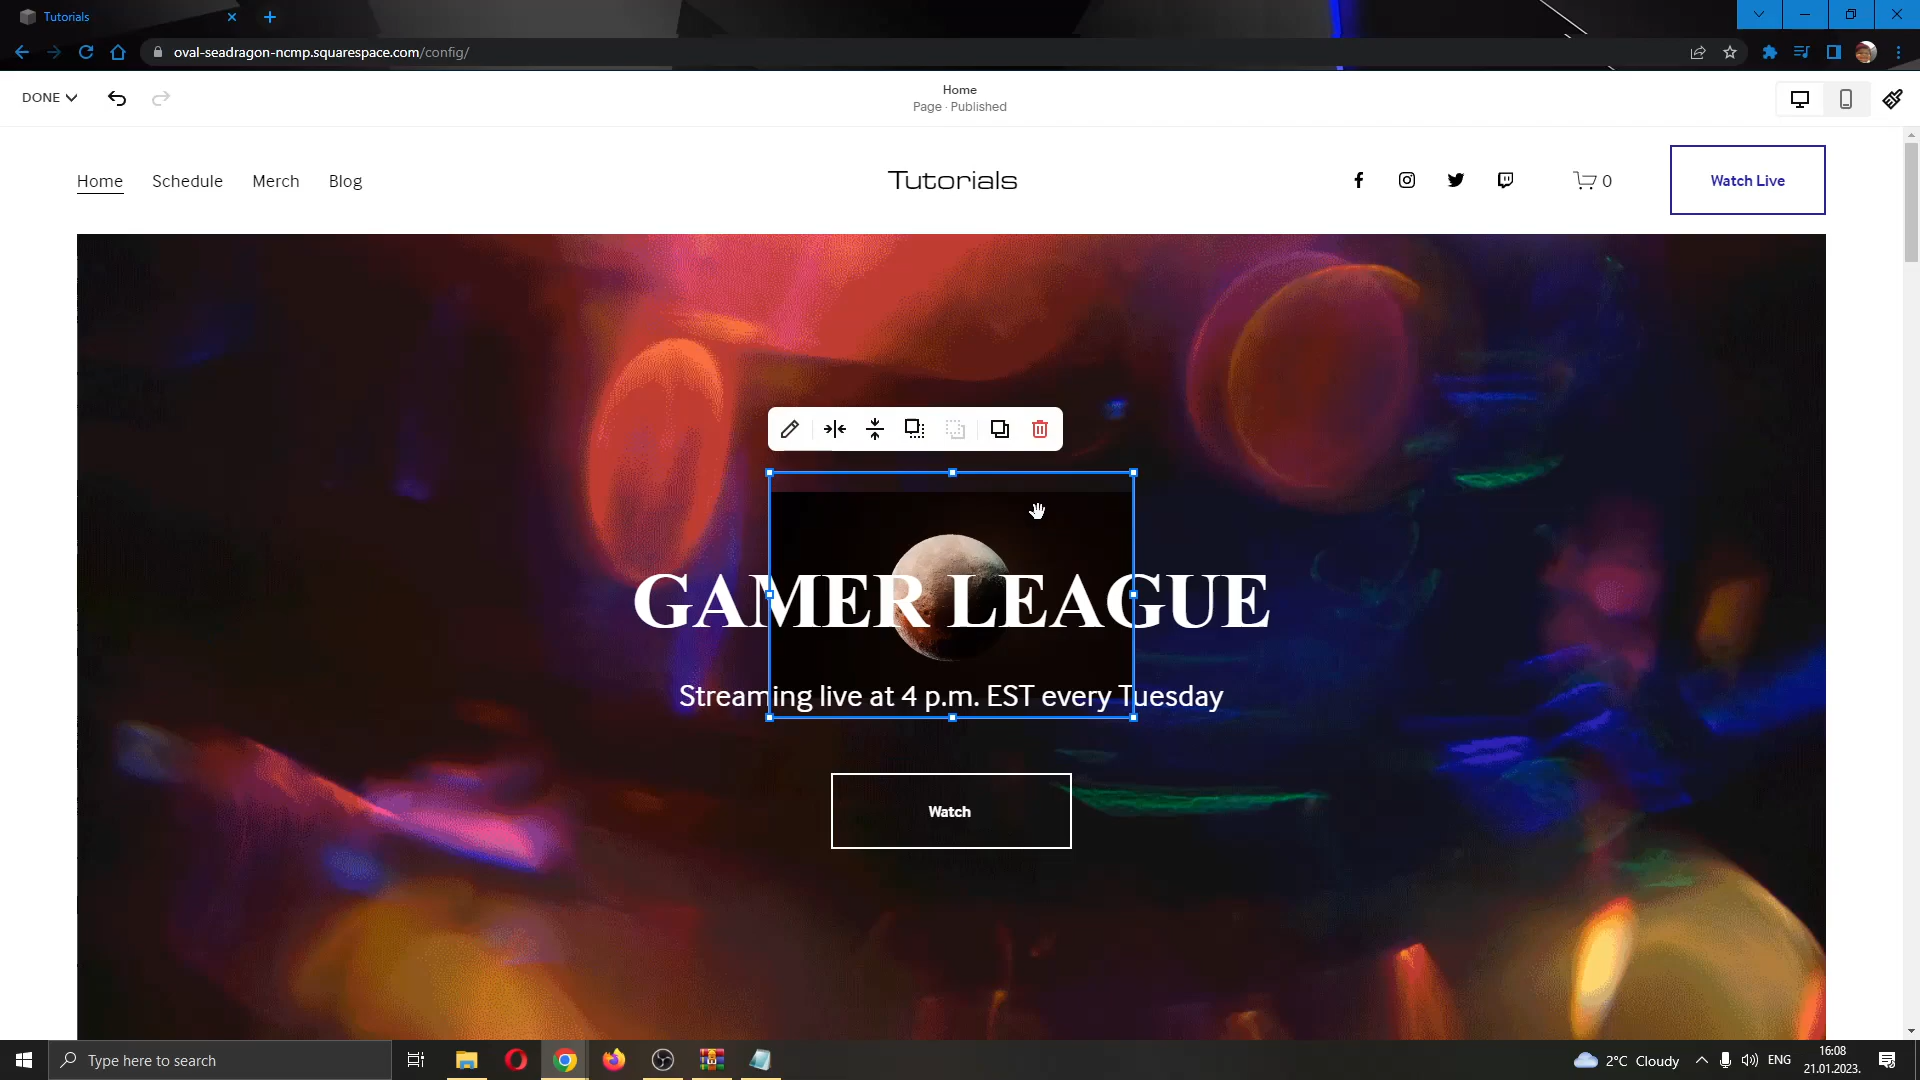 Tutorials
oval-seadragon-ncmp.squarespace.com/config/
DONE
Home
Page · Published
Home
Schedule
Merch
Blog
Tutorials
0
Watch Live
GAMER LEAGUE
Streaming live at 4 p.m. EST every Tuesday
Watch
Type here to search
2°C Cloudy
ENG
16:08
21.01.2023.